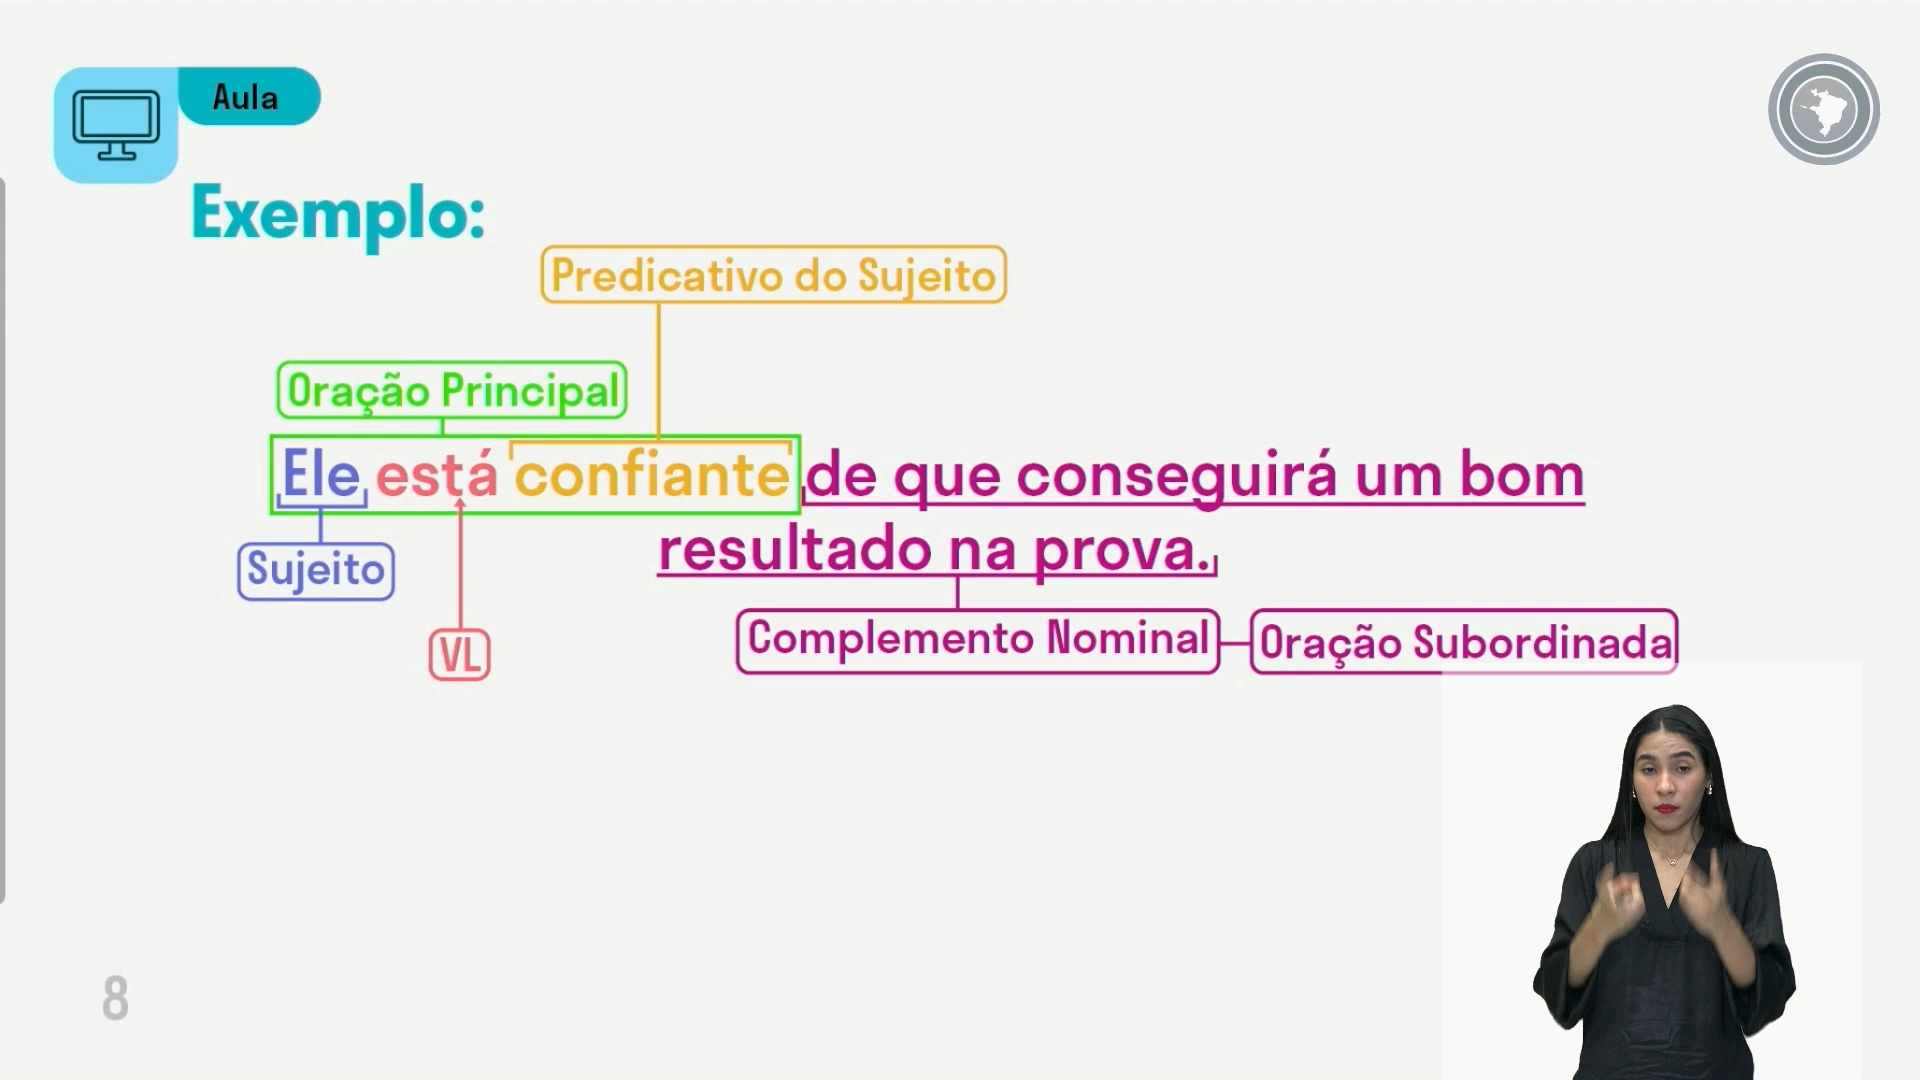 Aula
Exemplo:
Predicativo do Sujeito
Oração Principal
Ele está confiante de que conseguirá um bom
resultado na prova.
Sujeito
VL
Complemento Nominal
Oração Subordinada
8